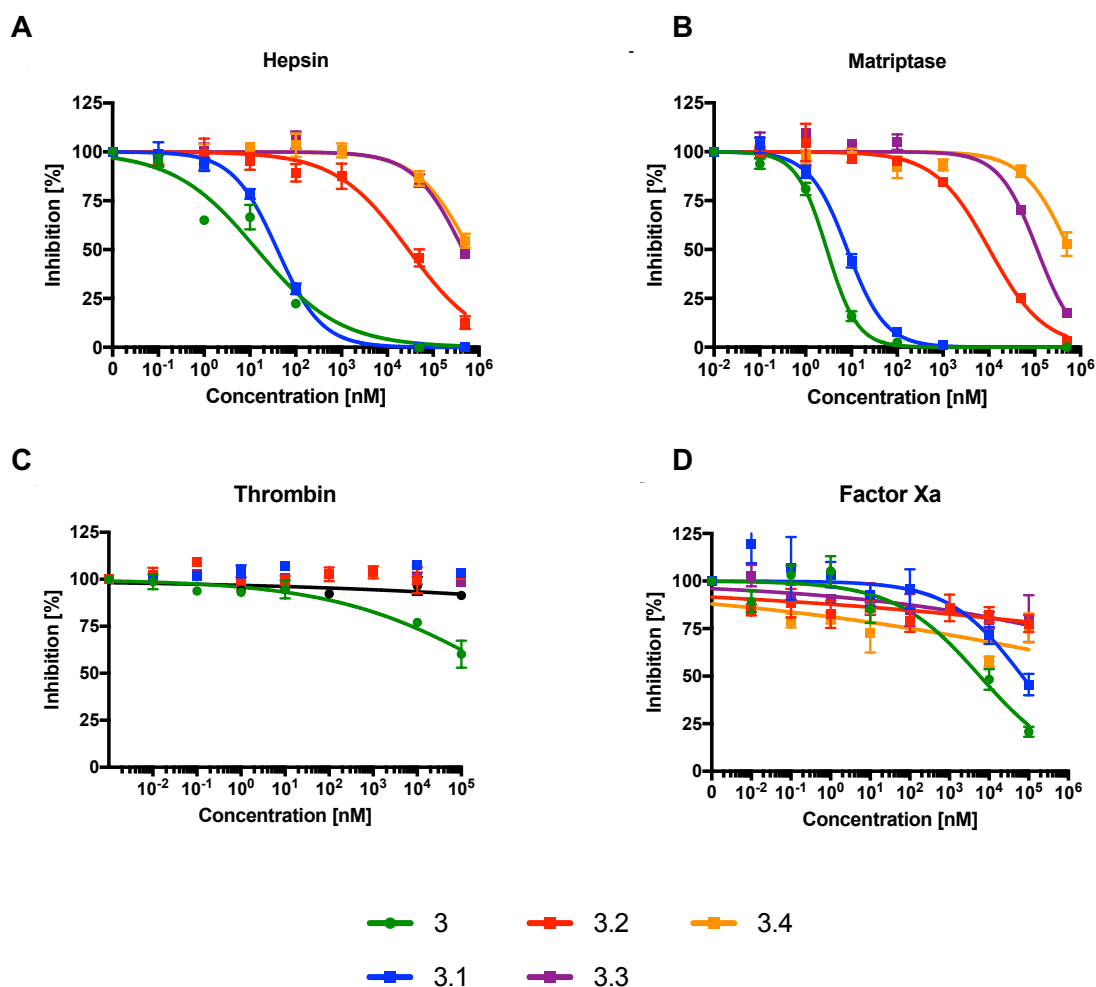 A
B
Hepsin
Matriptase
Inhibition [%]
125
100
75
50
25
0
0 10⁻¹ 10⁰ 10¹ 10² 10³ 10⁴ 10⁵ 10⁶
Concentration [nM]
Inhibition [%]
125
100
75
50
25
0
10⁻² 10⁻¹ 10⁰ 10¹ 10² 10³ 10⁴ 10⁵ 10⁶
Concentration [nM]
C
D
Thrombin
Factor Xa
Inhibition [%]
125
100
75
50
25
0
10⁻² 10⁻¹ 10⁰ 10¹ 10² 10³ 10⁴ 10⁵
Concentration [nM]
Inhibition [%]
125
100
75
50
25
0
0 10⁻² 10⁻¹ 10⁰ 10¹ 10² 10³ 10⁴ 10⁵ 10⁶
Concentration [nM]
3 3.2 3.4
3.1 3.3